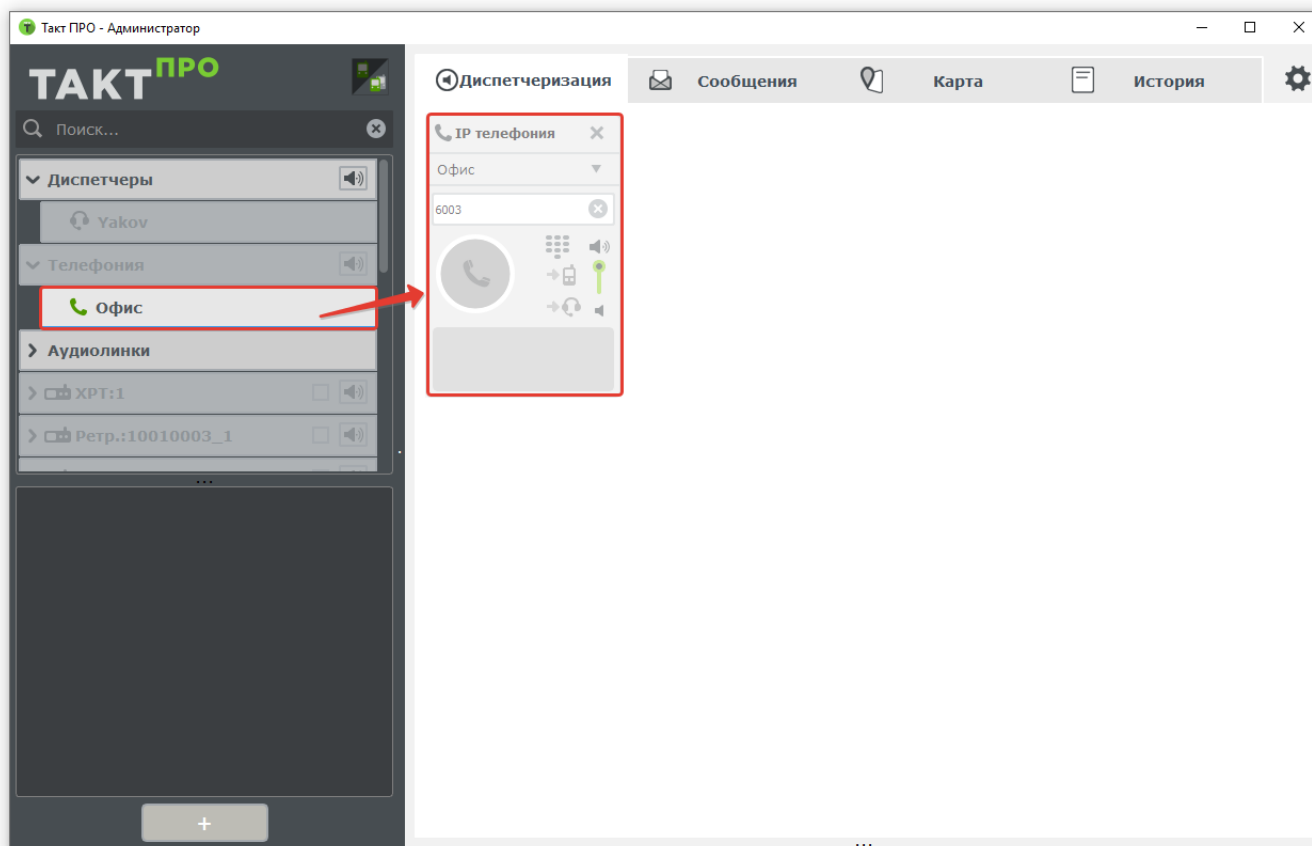 Такт ПРО - Администратор
ТАКТ ПРО
Поиск...
Диспетчеры
Yakov
Телефония
Офис
Аудиолинки
ХРТ:1
Ретр.:10010003_1
...
+
Диспетчеризация
Сообщения
Карта
История
IP телефония
Офис
6003
...